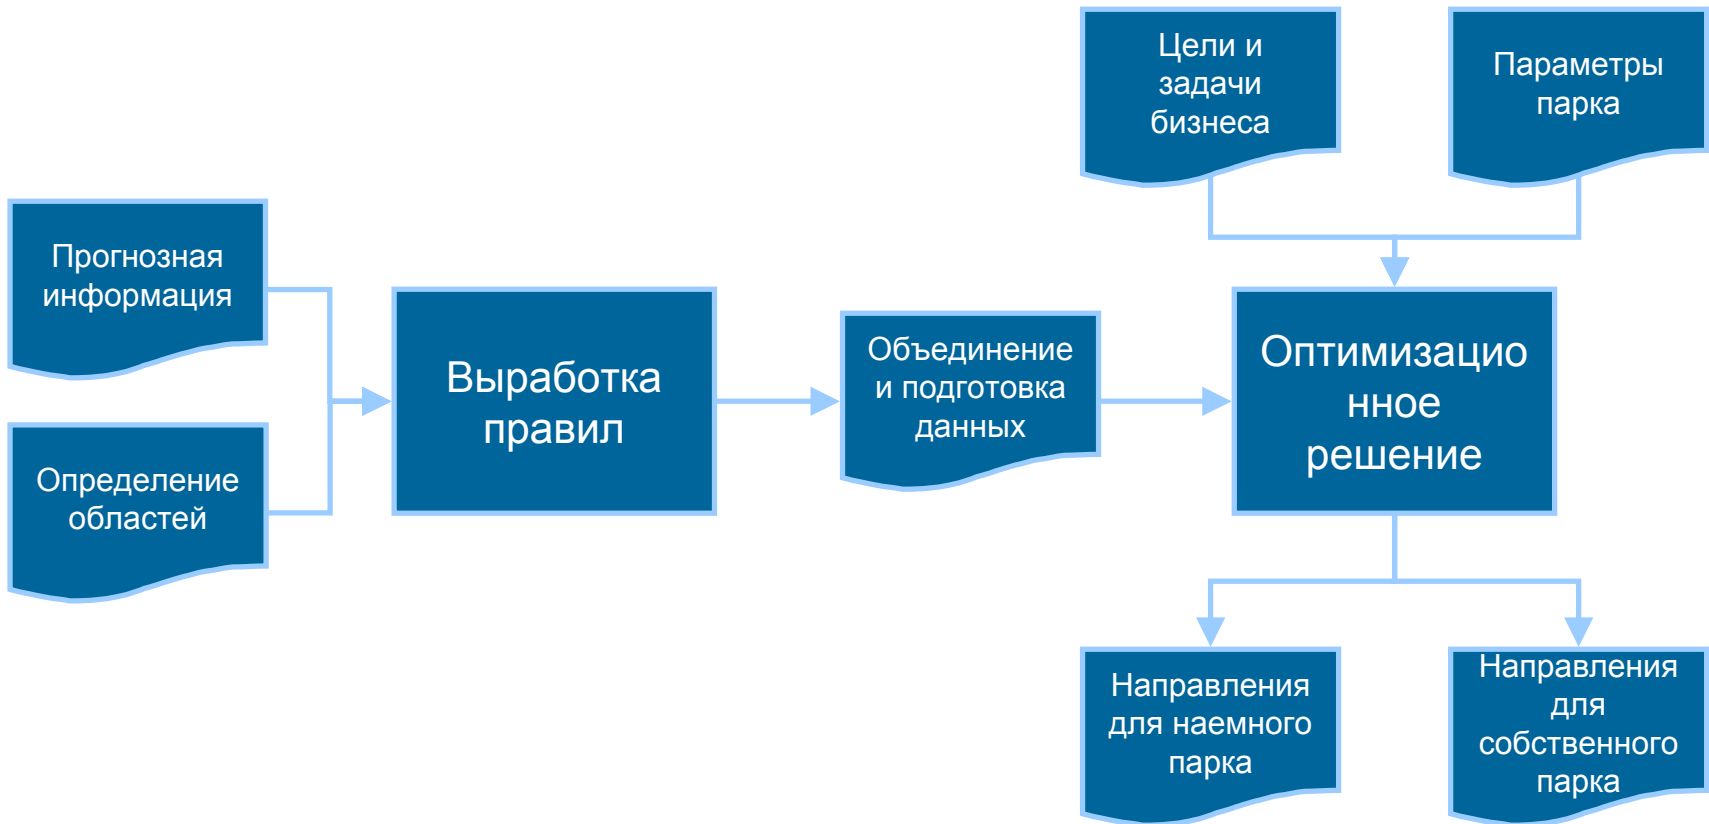 Цели и
задачи
бизнеса
Параметры
парка
Прогнозная
информация
Определение
областей
Выработка
правил
Объединение
и подготовка
данных
Оптимизацио
нное
решение
Направления
для наемного
парка
Направления
для
собственного
парка